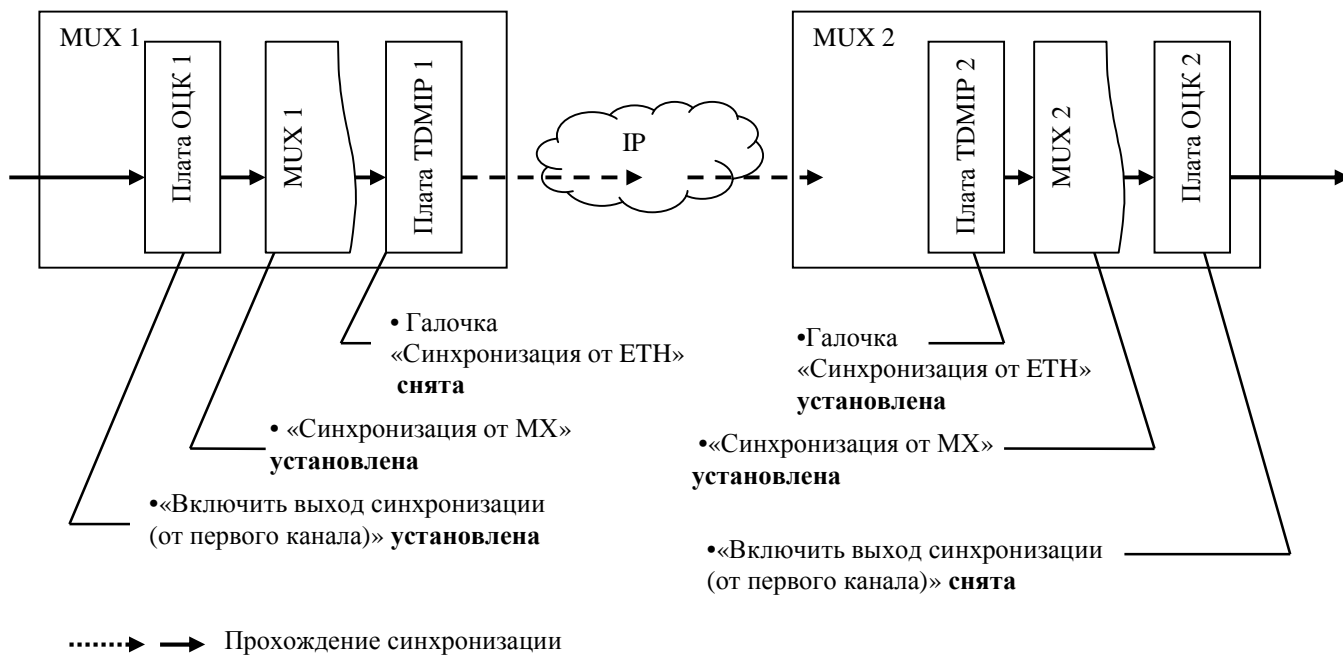 MUX 1
Плата ОЦК 1
MUX 1
Плата TDMIP 1
IP
MUX 2
Плата TDMIP 2
MUX 2
Плата ОЦК 2
• Галочка
«Синхронизация от ETH»
снята
• «Синхронизация от MX»
установлена
•«Включить выход синхронизации
(от первого канала)» установлена
•Галочка
«Синхронизация от ETH»
установлена
•«Синхронизация от MX»
установлена
•«Включить выход синхронизации
(от первого канала)» снята
Прохождение синхронизации